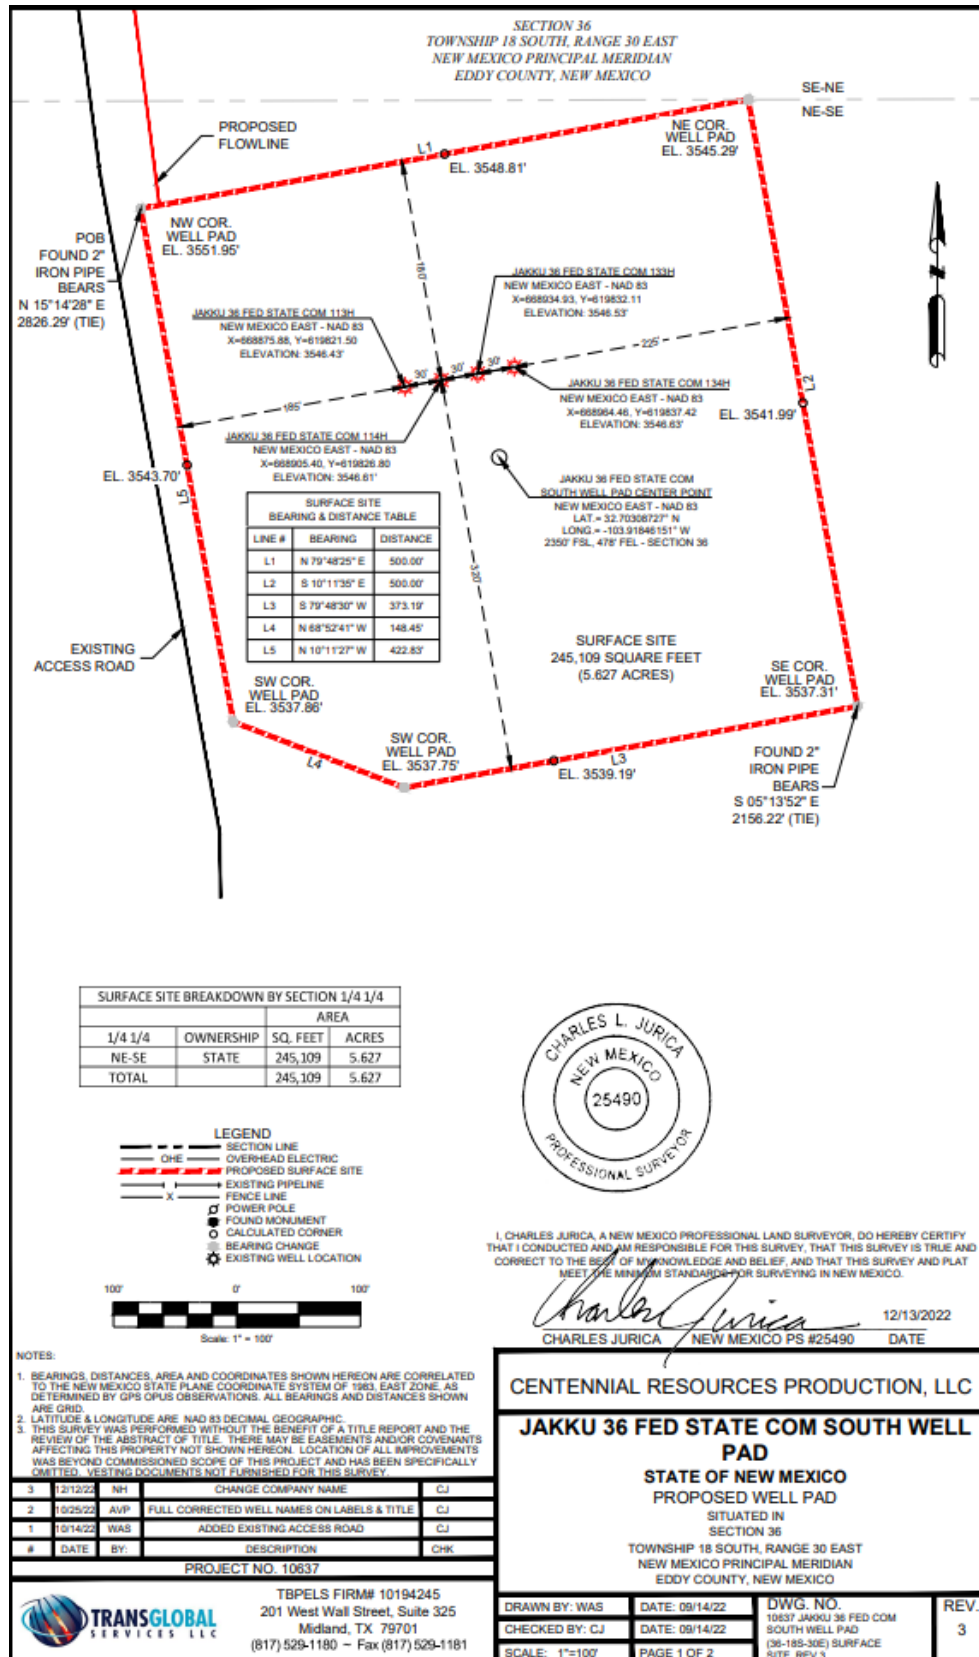 SECTION 36
TOWNSHIP 18 SOUTH, RANGE 30 EAST
NEW MEXICO PRINCIPAL MERIDIAN
EDDY COUNTY, NEW MEXICO
SE-NE
NE-SE
PROPOSED
FLOWLINE
L1
NE COR.
WELL PAD
EL. 3545.29'
EL. 3548.81'
NW COR.
WELL PAD
EL. 3551.95'
POB
FOUND 2"
IRON PIPE
BEARS
N 15°14'28" E
2826.29' (TIE)
180'
JAKKU 36 FED STATE COM 133H
NEW MEXICO EAST - NAD 83
X=668934.93, Y=619832.11
ELEVATION: 3546.53'
N
JAKKU 36 FED STATE COM 113H
NEW MEXICO EAST - NAD 83
X=668875.88, Y=619821.50
ELEVATION: 3546.43'
225'
30'
30'
30'
185'
JAKKU 36 FED STATE COM 134H
NEW MEXICO EAST - NAD 83
X=668964.46, Y=619837.42
ELEVATION: 3546.63'
L2
EL. 3541.99'
JAKKU 36 FED STATE COM 114H
NEW MEXICO EAST - NAD 83
X=668905.40, Y=619826.80
ELEVATION: 3546.61'
EL. 3543.70'
L5
JAKKU 36 FED STATE COM
SOUTH WELL PAD CENTER POINT
NEW MEXICO EAST - NAD 83
LAT.= 32.70308727° N
LONG.= -103.91846151° W
2350' FSL, 478' FEL - SECTION 36
SURFACE SITE
BEARING & DISTANCE TABLE
LINE # BEARING DISTANCE
L1 N 79°48'25" E 500.00'
L2 S 10°11'35" E 500.00'
L3 S 79°48'30" W 373.19'
L4 N 68°52'41" W 148.45'
L5 N 10°11'27" W 422.83'
320'
EXISTING
ACCESS ROAD
SURFACE SITE
245,109 SQUARE FEET
(5.627 ACRES)
SE COR.
WELL PAD
EL. 3537.31'
SW COR.
WELL PAD
EL. 3537.86'
SW COR.
WELL PAD
EL. 3537.75'
L4
L3
EL. 3539.19'
FOUND 2"
IRON PIPE
BEARS
S 05°13'52" E
2156.22' (TIE)
SURFACE SITE BREAKDOWN BY SECTION 1/4 1/4
AREA
1/4 1/4 OWNERSHIP SQ. FEET ACRES
NE-SE STATE 245,109 5.627
TOTAL 245,109 5.627
CHARLES L. JURICA
NEW MEXICO
25490
PROFESSIONAL SURVEYOR
LEGEND
SECTION LINE
OHE OVERHEAD ELECTRIC
PROPOSED SURFACE SITE
EXISTING PIPELINE
X FENCE LINE
POWER POLE
FOUND MONUMENT
CALCULATED CORNER
BEARING CHANGE
EXISTING WELL LOCATION
100' 0' 100'
Scale: 1" = 100'
I, CHARLES JURICA, A NEW MEXICO PROFESSIONAL LAND SURVEYOR, DO HEREBY CERTIFY
THAT I CONDUCTED AND AM RESPONSIBLE FOR THIS SURVEY, THAT THIS SURVEY IS TRUE AND
CORRECT TO THE BEST OF MY KNOWLEDGE AND BELIEF, AND THAT THIS SURVEY AND PLAT
MEET THE MINIMUM STANDARDS FOR SURVEYING IN NEW MEXICO.
Charles Jurica
12/13/2022
CHARLES JURICA NEW MEXICO PS #25490 DATE
NOTES:
1. BEARINGS, DISTANCES, AREA AND COORDINATES SHOWN HEREON ARE CORRELATED
TO THE NEW MEXICO STATE PLANE COORDINATE SYSTEM OF 1983, EAST ZONE, AS
DETERMINED BY GPS OPUS OBSERVATIONS. ALL BEARINGS AND DISTANCES SHOWN
ARE GRID.
2. LATITUDE & LONGITUDE ARE NAD 83 DECIMAL GEOGRAPHIC.
3. THIS SURVEY WAS PERFORMED WITHOUT THE BENEFIT OF A TITLE REPORT AND THE
REVIEW OF THE ABSTRACT OF TITLE. THERE MAY BE EASEMENTS AND/OR COVENANTS
AFFECTING THIS PROPERTY NOT SHOWN HEREON. LOCATION OF ALL IMPROVEMENTS
WAS BEYOND COMMISSIONED SCOPE OF THIS PROJECT AND HAS BEEN SPECIFICALLY
OMITTED. VESTING DOCUMENTS NOT FURNISHED FOR THIS SURVEY.
3 12/12/22 NH CHANGE COMPANY NAME CJ
2 10/25/22 AVP FULL CORRECTED WELL NAMES ON LABELS & TITLE CJ
1 10/14/22 WAS ADDED EXISTING ACCESS ROAD CJ
# DATE BY: DESCRIPTION CHK
PROJECT NO. 10637
TRANSGLOBAL
SERVICES LLC
TBPELS FIRM# 10194245
201 West Wall Street, Suite 325
Midland, TX 79701
(817) 529-1180 ~ Fax (817) 529-1181
CENTENNIAL RESOURCES PRODUCTION, LLC
JAKKU 36 FED STATE COM SOUTH WELL
PAD
STATE OF NEW MEXICO
PROPOSED WELL PAD
SITUATED IN
SECTION 36
TOWNSHIP 18 SOUTH, RANGE 30 EAST
NEW MEXICO PRINCIPAL MERIDIAN
EDDY COUNTY, NEW MEXICO
DRAWN BY: WAS DATE: 09/14/22
CHECKED BY: CJ DATE: 09/14/22
SCALE: 1"=100' PAGE 1 OF 2
DWG. NO.
10637 JAKKU 36 FED COM
SOUTH WELL PAD
(36-18S-30E) SURFACE
SITE_REV 3
REV.
3